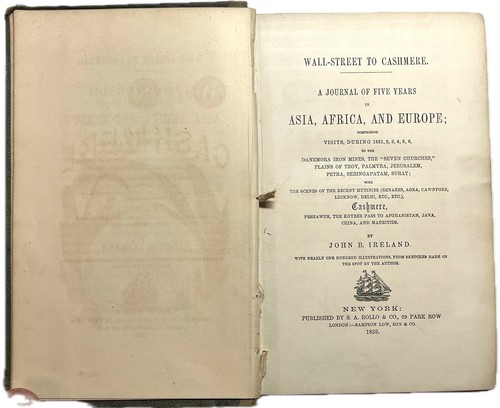 WALL-STREET TO CASHMERE.
A JOURNAL OF FIVE YEARS
IN
ASIA, AFRICA, AND EUROPE;
COMPRISING
VISITS, DURING 1851, 2, 3, 4, 5, 6,
TO THE
DANEMORA IRON MINES, THE "SEVEN CHURCHES,"
PLAINS OF TROY, PALMYRA, JERUSALEM,
PETRA, SERINGAPATAM, SURAT;
WITH
THE SCENES OF THE RECENT MUTINIES (BENARES, AGRA, CAWNPORE,
LUCKNOW, DELHI, ETC., ETC.),
Cashmere,
PESHAWUR, THE KHYBER PASS TO AFGHANISTAN, JAVA,
CHINA, AND MAURITIUS.
BY
JOHN B. IRELAND.
WITH NEARLY ONE HUNDRED ILLUSTRATIONS, FROM SKETCHES MADE ON
THE SPOT BY THE AUTHOR.
NEW YORK:
PUBLISHED BY S. A. ROLLO & CO., 29 PARK ROW
LONDON:—SAMPSON LOW, SON & CO.
1859.